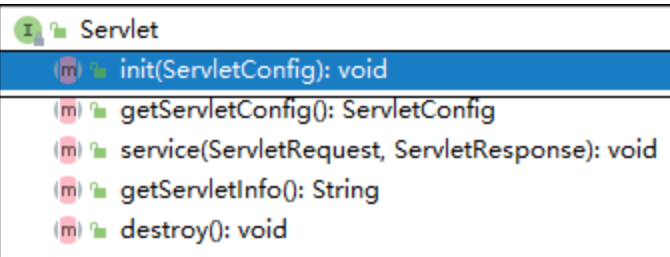 Servlet
init(ServletConfig): void
getServletConfig(): ServletConfig
service(ServletRequest, ServletResponse): void
getServletInfo(): String
destroy(): void